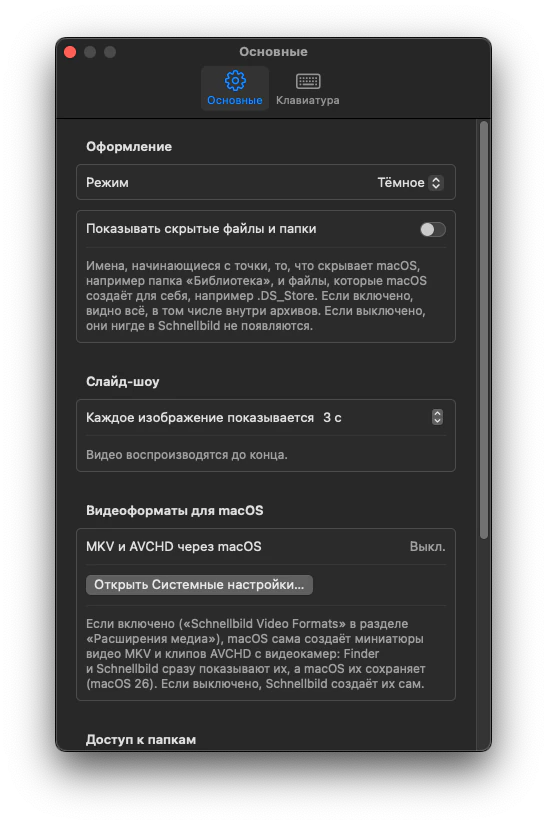 Основные
Основные
Клавиатура
Оформление
Режим
Тёмное
Показывать скрытые файлы и папки
Имена, начинающиеся с точки, то, что скрывает macOS,
например папка «Библиотека», и файлы, которые macOS
создаёт для себя, например .DS_Store. Если включено,
видно всё, в том числе внутри архивов. Если выключено,
они нигде в Schnellbild не появляются.
Слайд-шоу
Каждое изображение показывается 3 с
Видео воспроизводятся до конца.
Видеоформаты для macOS
MKV и AVCHD через macOS
Выкл.
Открыть Системные настройки...
Если включено («Schnellbild Video Formats» в разделе
«Расширения медиа»), macOS сама создаёт миниатюры
видео MKV и клипов AVCHD с видеокамер: Finder
и Schnellbild сразу показывают их, а macOS их сохраняет
(macOS 26). Если выключено, Schnellbild создаёт их сам.
Доступ к папкам